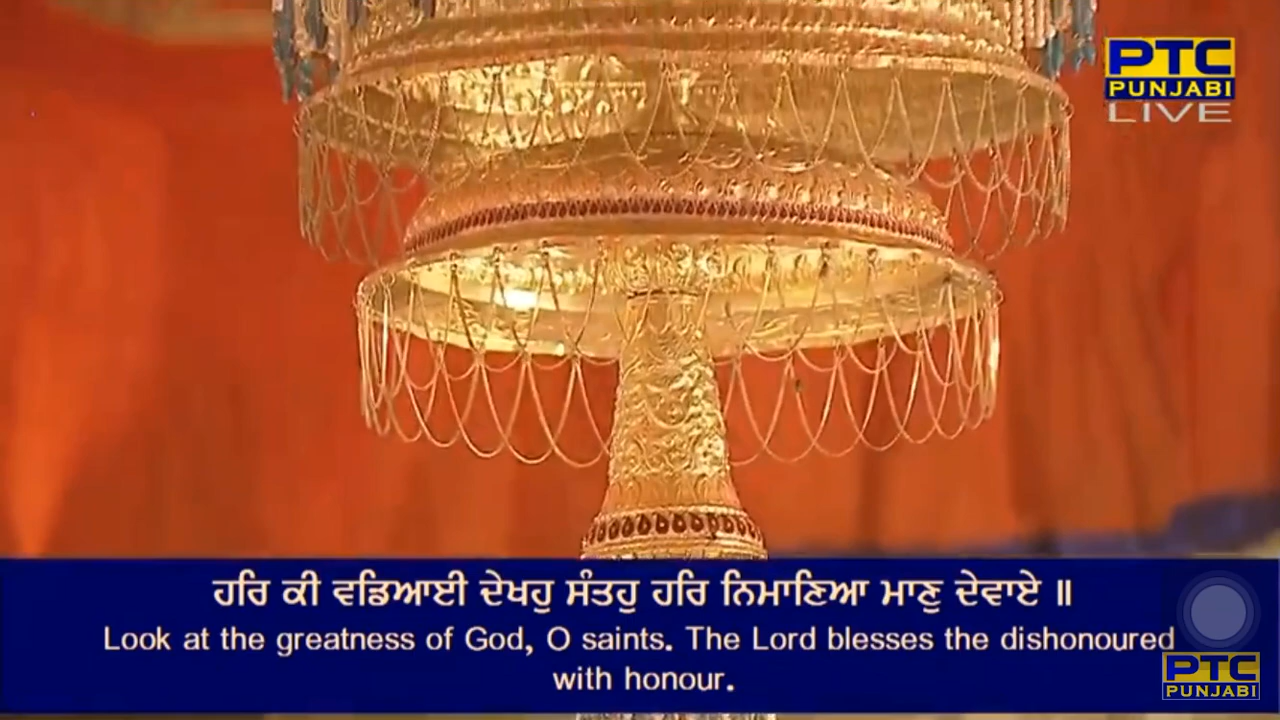 PTC
PUNJABI
LIVE
ਹਰਿ ਕੀ ਵਡਿਆਈ ਦੇਖਹੁ ਸੰਤਹੁ ਹਰਿ ਨਿਮਾਣਿਆ ਮਾਣੁ ਦੇਵਾਏ ॥
Look at the greatness of God, O saints. The Lord blesses the dishonoured
with honour.
PTC
PUNJABI